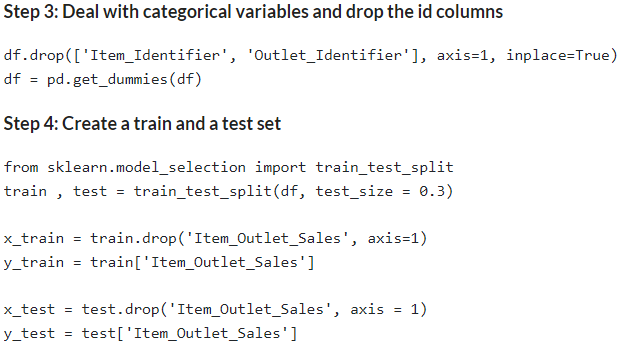 Step 3: Deal with categorical variables and drop the id columns
df.drop(['Item_Identifier', 'Outlet_Identifier'], axis=1, inplace=True)
df = pd.get_dummies(df)
Step 4: Create a train and a test set
from sklearn.model_selection import train_test_split
train , test = train_test_split(df, test_size = 0.3)
x_train = train.drop('Item_Outlet_Sales', axis=1)
y_train = train['Item_Outlet_Sales']
x_test = test.drop('Item_Outlet_Sales', axis = 1)
y_test = test['Item_Outlet_Sales']